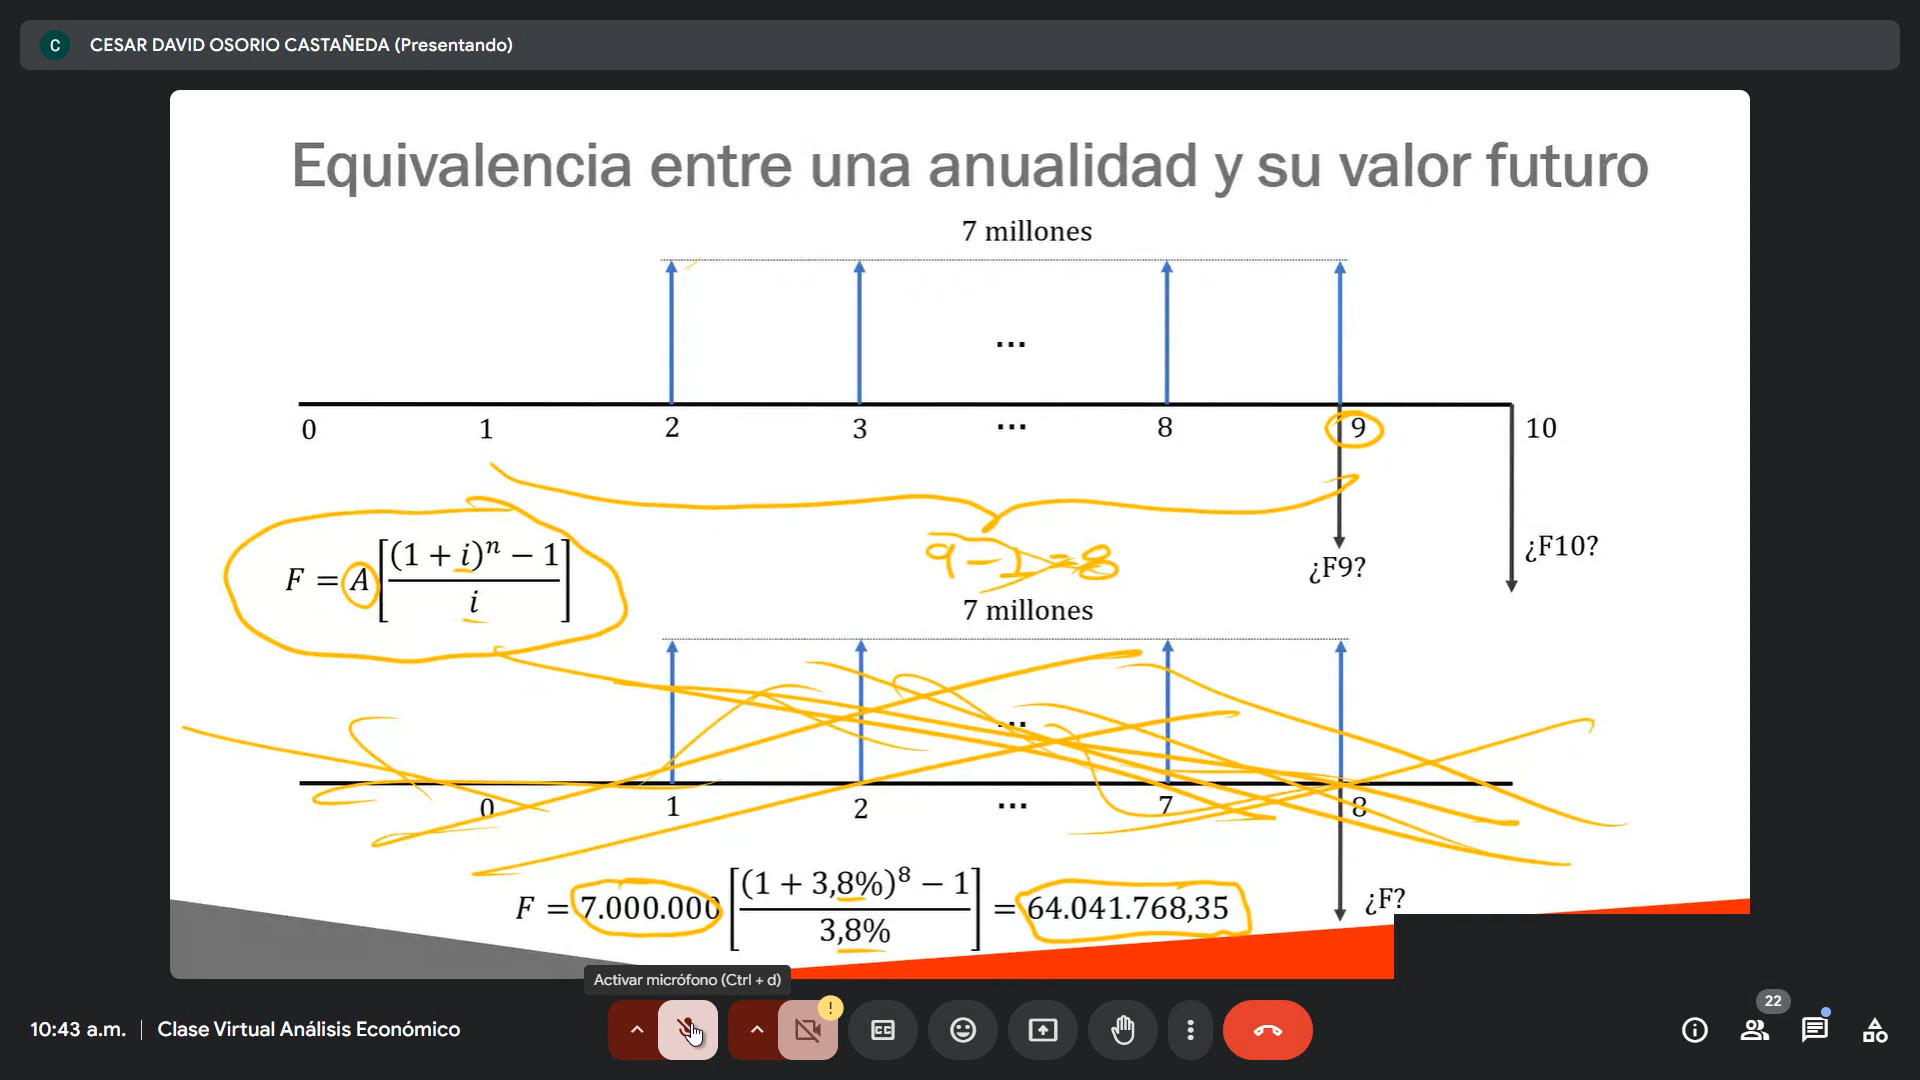 C CESAR DAVID OSORIO CASTAÑEDA (Presentando)
Equivalencia entre una anualidad y su valor futuro
7 millones
...
0 1 2 3 ... 8 9 10
F = A [((1 + i)^n − 1) / i]
9 - 1 = 8
¿F9?
¿F10?
7 millones
...
0 1 2 ... 7 8
F = 7.000.000 [((1 + 3,8%)^8 − 1) / 3,8%] = 64.041.768,35
¿F?
Activar micrófono (Ctrl + d)
!
22
10:43 a.m. | Clase Virtual Análisis Económico
CC